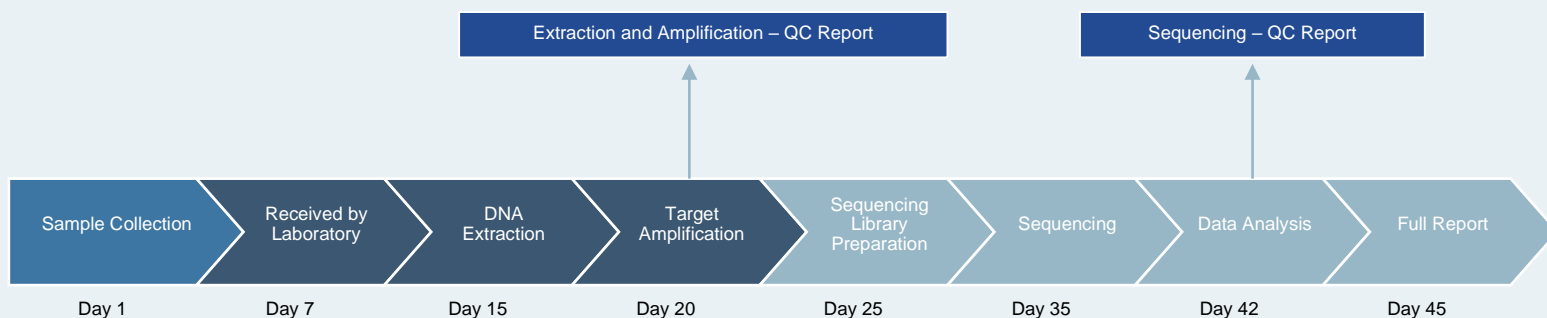 Extraction and Amplification – QC Report
Sequencing – QC Report
Sample Collection
Received by
Laboratory
DNA
Extraction
Target
Amplification
Sequencing
Library
Preparation
Sequencing
Data Analysis
Full Report
Day 1
Day 7
Day 15
Day 20
Day 25
Day 35
Day 42
Day 45